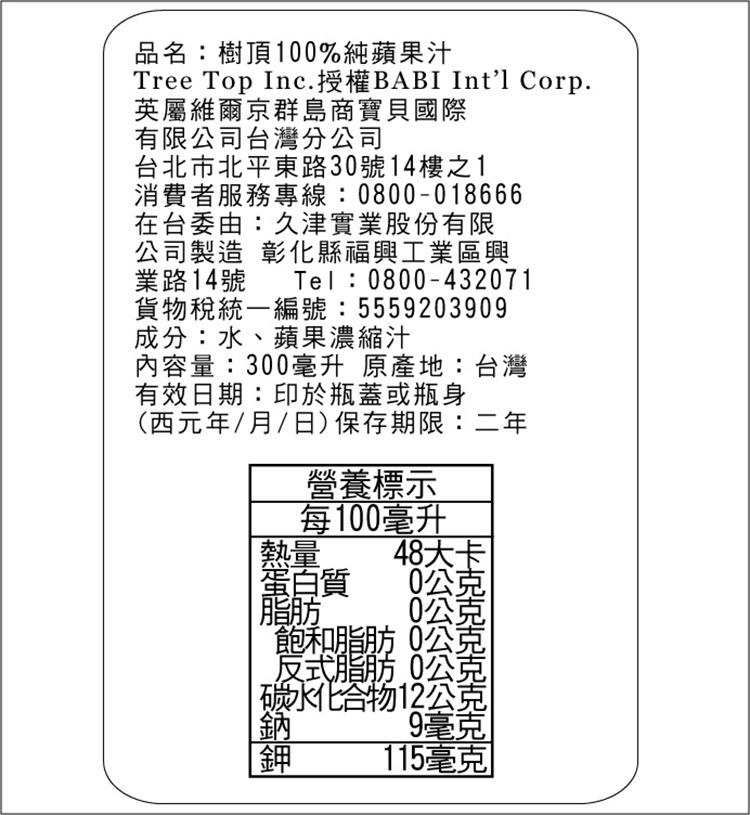 品名：樹頂100%純蘋果汁
Tree Top Inc.授權BABI Int’l Corp.
英屬維爾京群島商寶貝國際
有限公司台灣分公司
台北市北平東路30號14樓之1
消費者服務專線：0800-018666
在台委由：久津實業股份有限
公司製造 彰化縣福興工業區興
業路14號 Tel：0800-432071
貨物稅統一編號：5559203909
成分：水、蘋果濃縮汁
內容量：300毫升 原產地：台灣
有效日期：印於瓶蓋或瓶身
(西元年/月/日)保存期限：二年
營養標示
每100毫升
熱量 48大卡
蛋白質 0公克
脂肪 0公克
飽和脂肪 0公克
反式脂肪 0公克
碳水化合物12公克
鈉 9毫克
鉀 115毫克